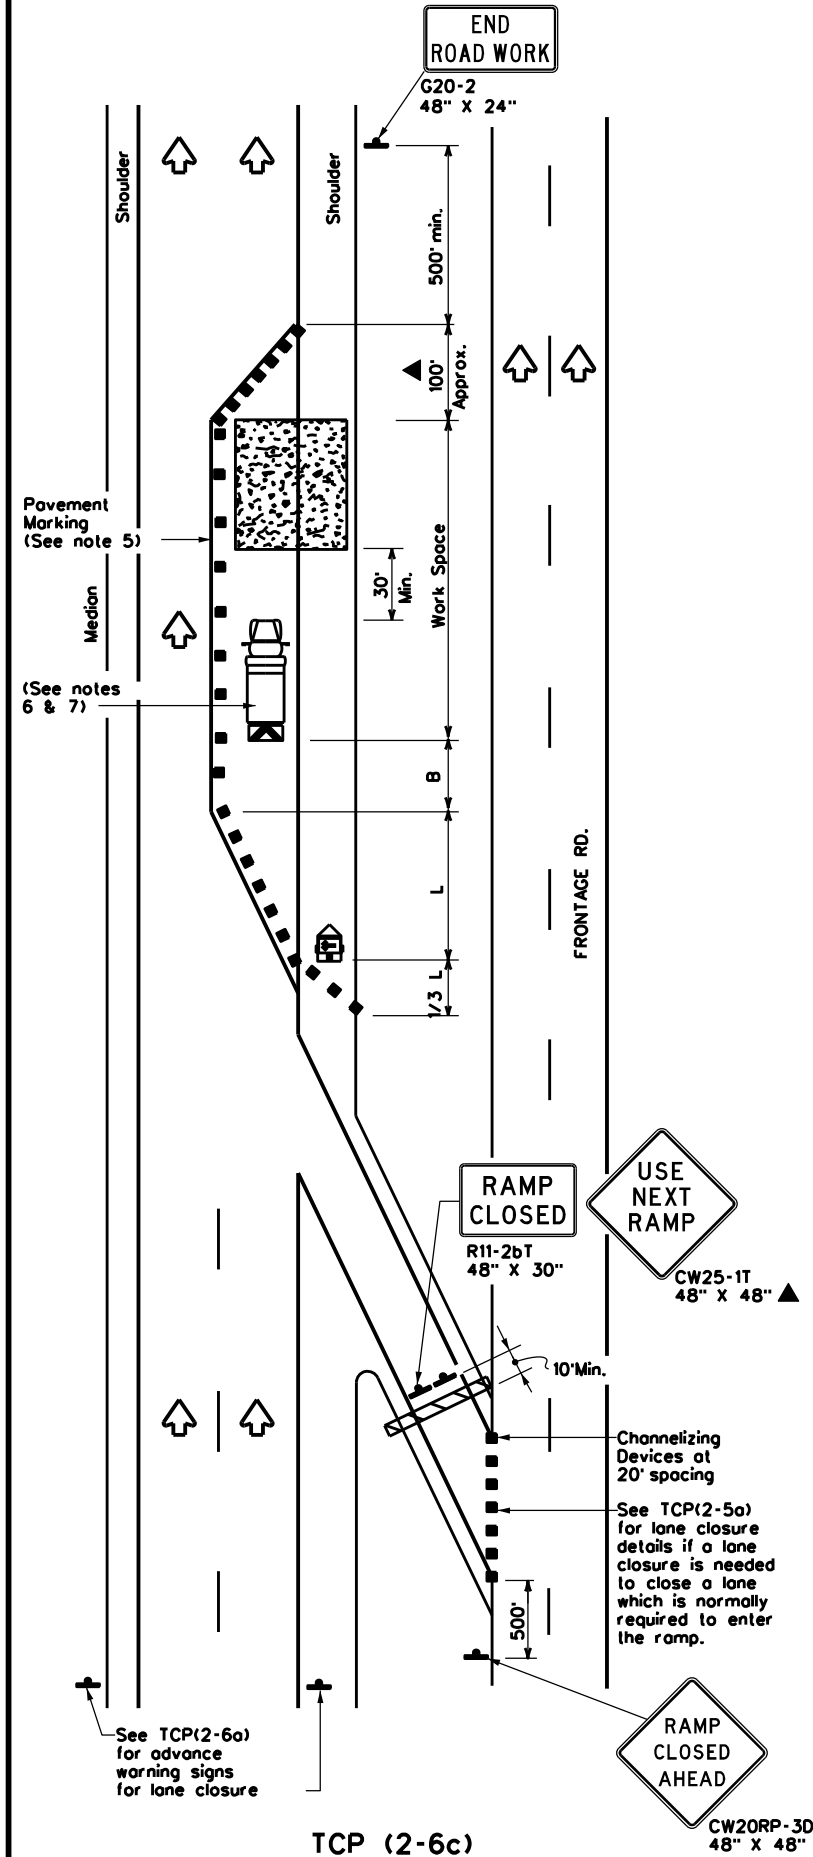 END
ROAD WORK
G20-2
48" X 24"
Shoulder
Shoulder
500' min.
100'
Approx.
Pavement
Marking
(See note 5)
30'
Min.
Work Space
Median
(See notes
6 & 7)
B
L
FRONTAGE RD.
1/3 L
RAMP
CLOSED
R11-2bT
48" X 30"
USE
NEXT
RAMP
CW25-1T
48" X 48"
10' Min.
Channelizing
Devices at
20' spacing
See TCP(2-5a)
for lane closure
details if a lane
closure is needed
to close a lane
which is normally
required to enter
the ramp.
500'
See TCP(2-6a)
for advance
warning signs
for lane closure
RAMP
CLOSED
AHEAD
CW20RP-3D
48" X 48"
TCP (2-6c)